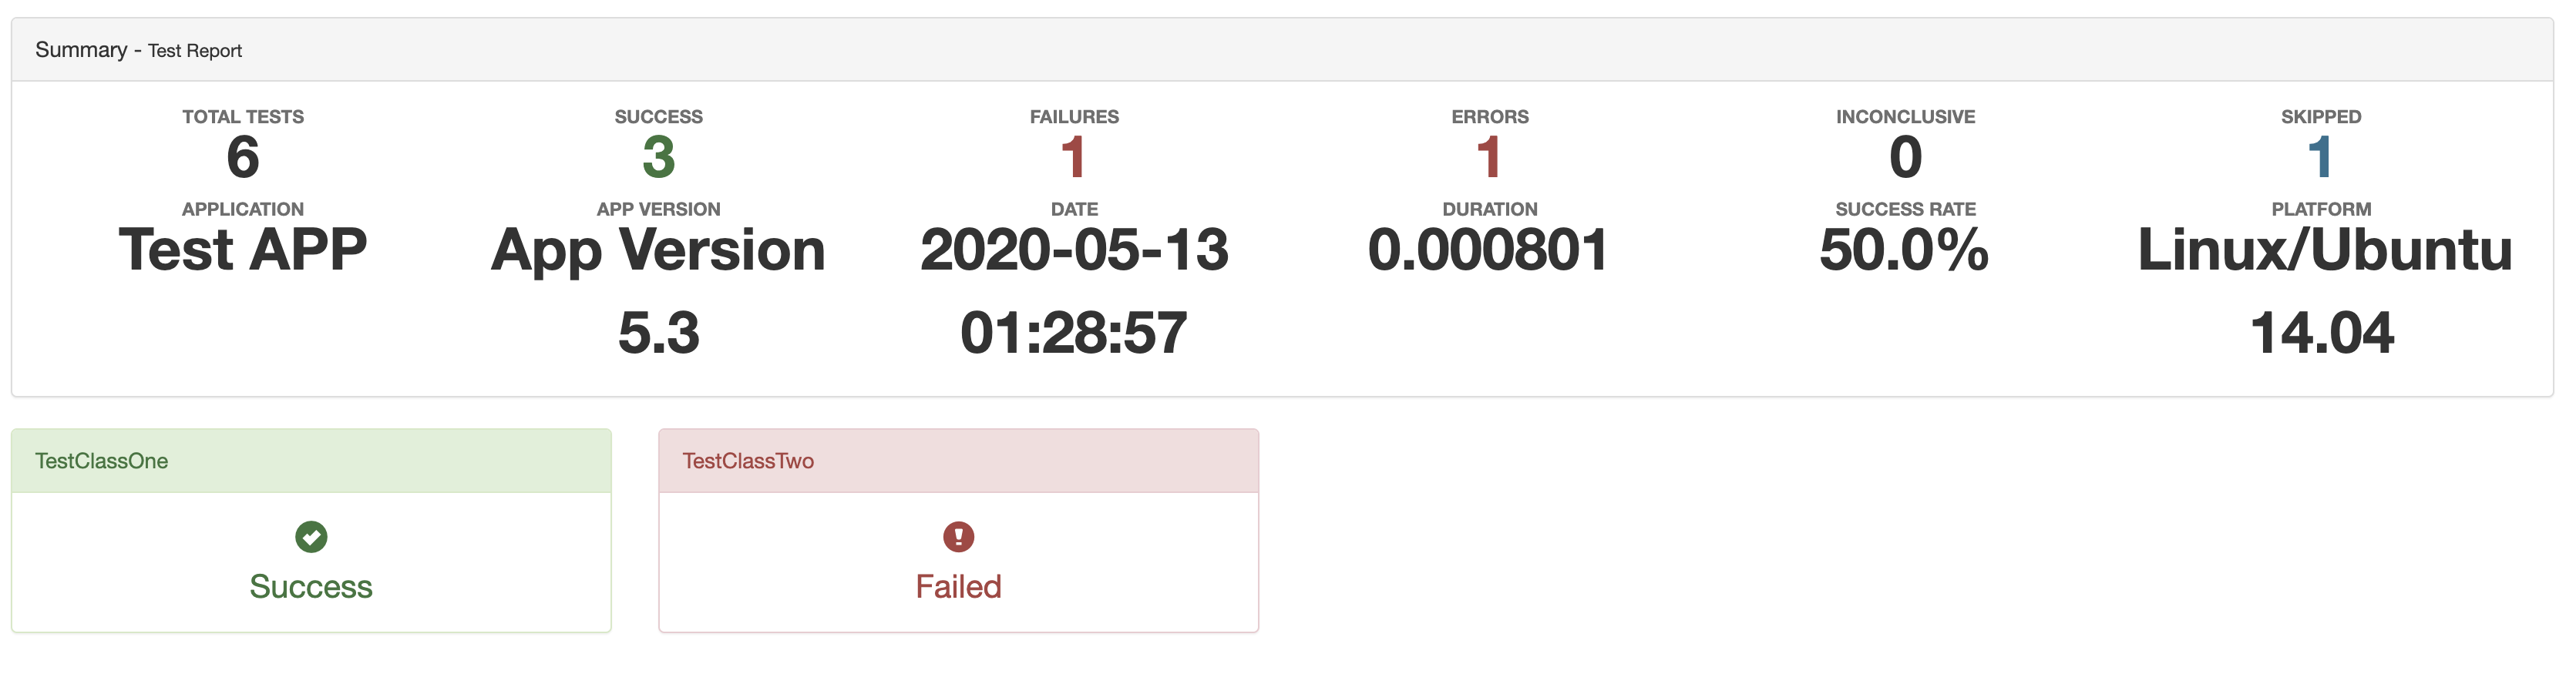 Summary - Test Report
TOTAL TESTS
6
SUCCESS
3
FAILURES
1
ERRORS
1
INCONCLUSIVE
0
SKIPPED
1
APPLICATION
Test APP
APP VERSION
App Version
5.3
DATE
2020-05-13
01:28:57
DURATION
0.000801
SUCCESS RATE
50.0%
PLATFORM
Linux/Ubuntu
14.04
TestClassOne
Success
TestClassTwo
Failed